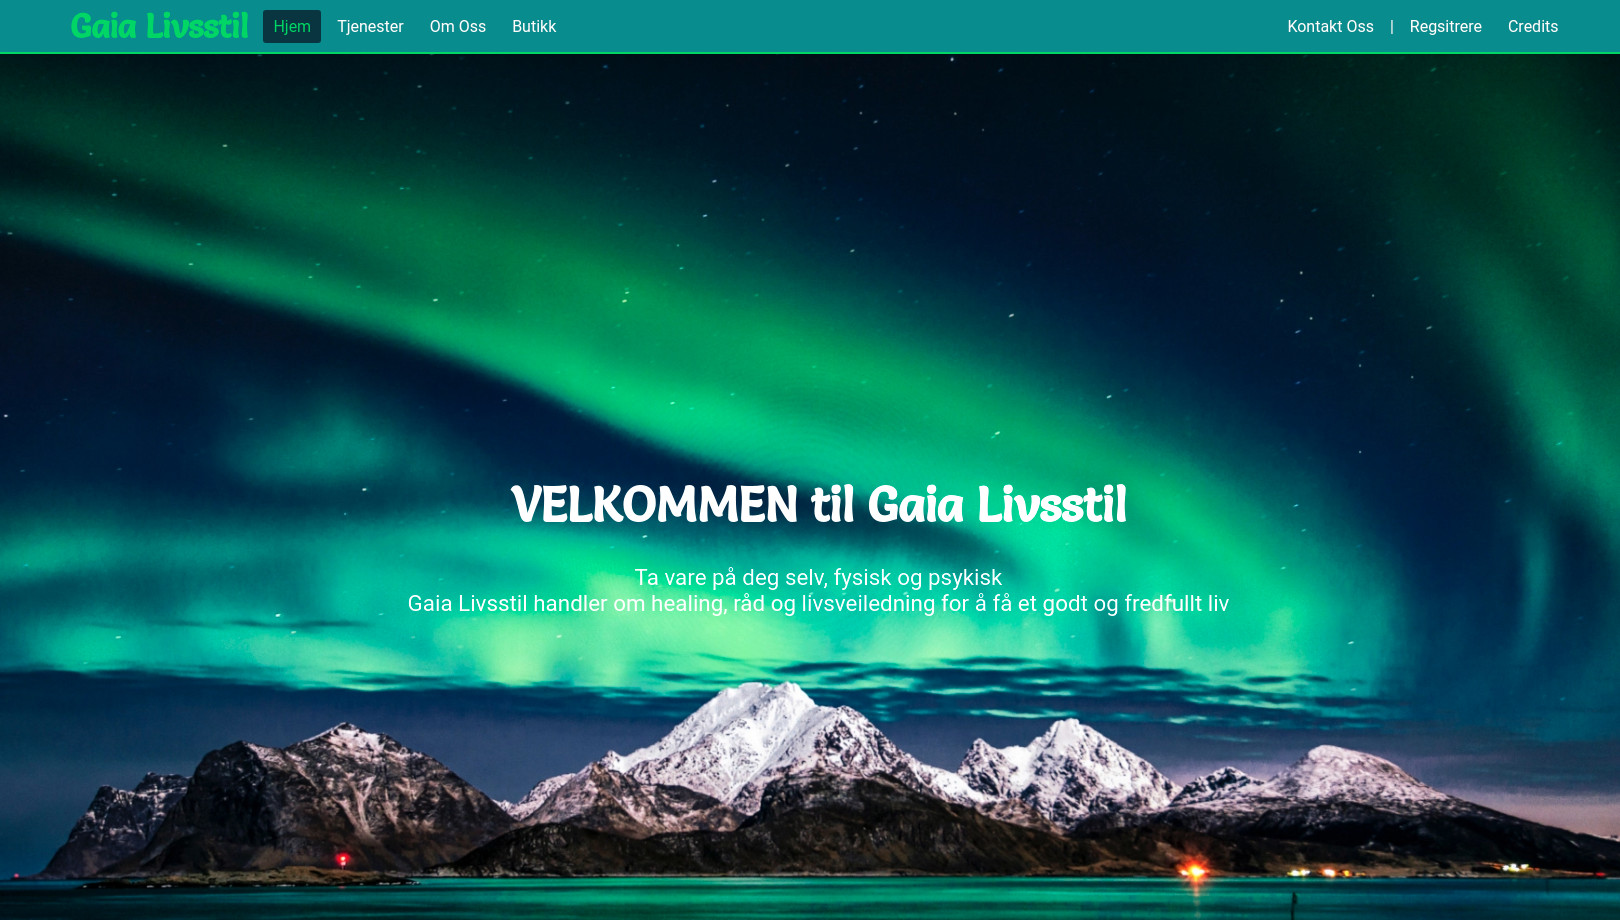 Gaia Livsstil Hjem Tjenester Om Oss Butikk Kontakt Oss | Regsitrere Credits
VELKOMMEN til Gaia Livsstil
Ta vare på deg selv, fysisk og psykisk
Gaia Livsstil handler om healing, råd og livsveiledning for å få et godt og fredfullt liv